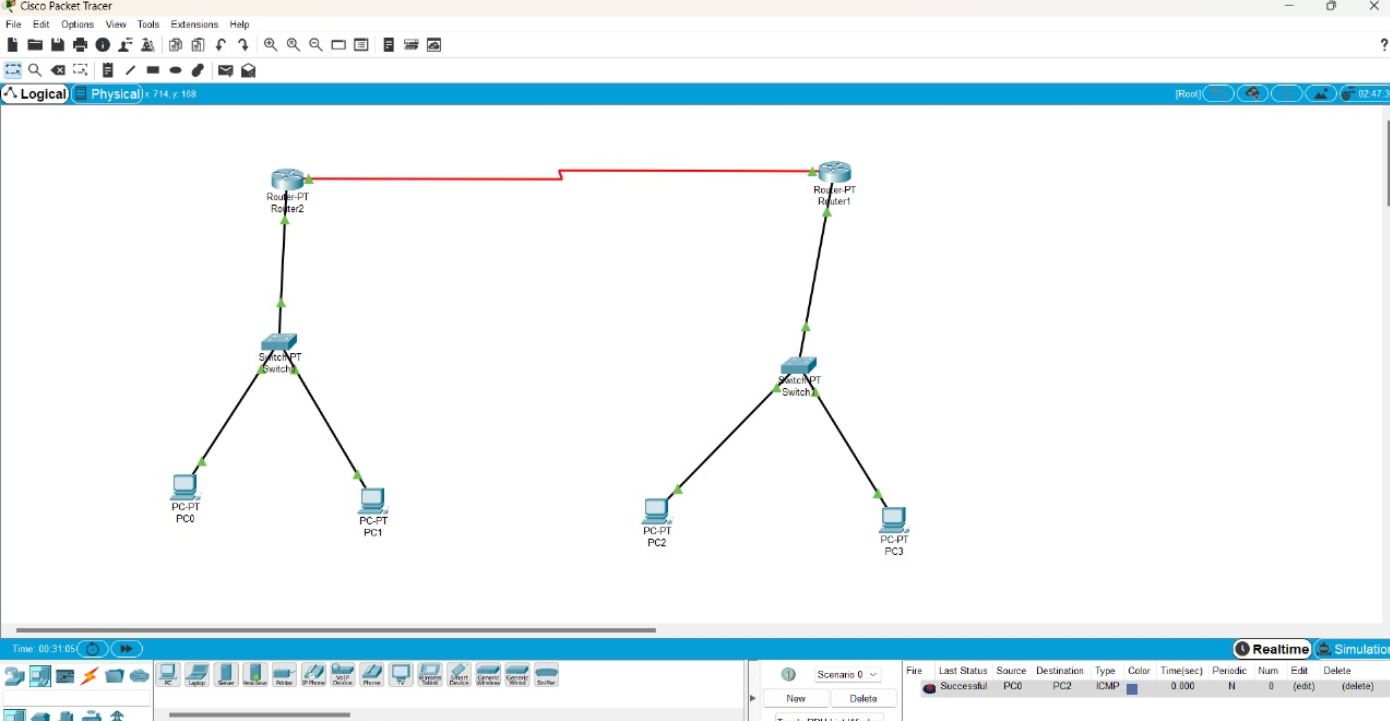 Cisco Packet Tracer
File Edit Options View Tools Extensions Help
?
Logical Physical x: 714, y: 168 [Root] 02:47:3
Router-PT
Router2
Router-PT
Router1
Switch-PT
Switch
Switch-PT
Switch
PC-PT
PC0
PC-PT
PC1
PC-PT
PC2
PC-PT
PC3
Time: 00:31:05 Realtime Simulation
PC Laptop Server Printer IP Phone VoIP Device Phone TV Wireless Tablet Smart Device Generic Wireless Generic Wired Sniffer
Scenario 0
New Delete
Fire Last Status Source Destination Type Color Time(sec) Periodic Num Edit Delete
Successful PC0 PC2 ICMP 0.000 N 0 (edit) (delete)